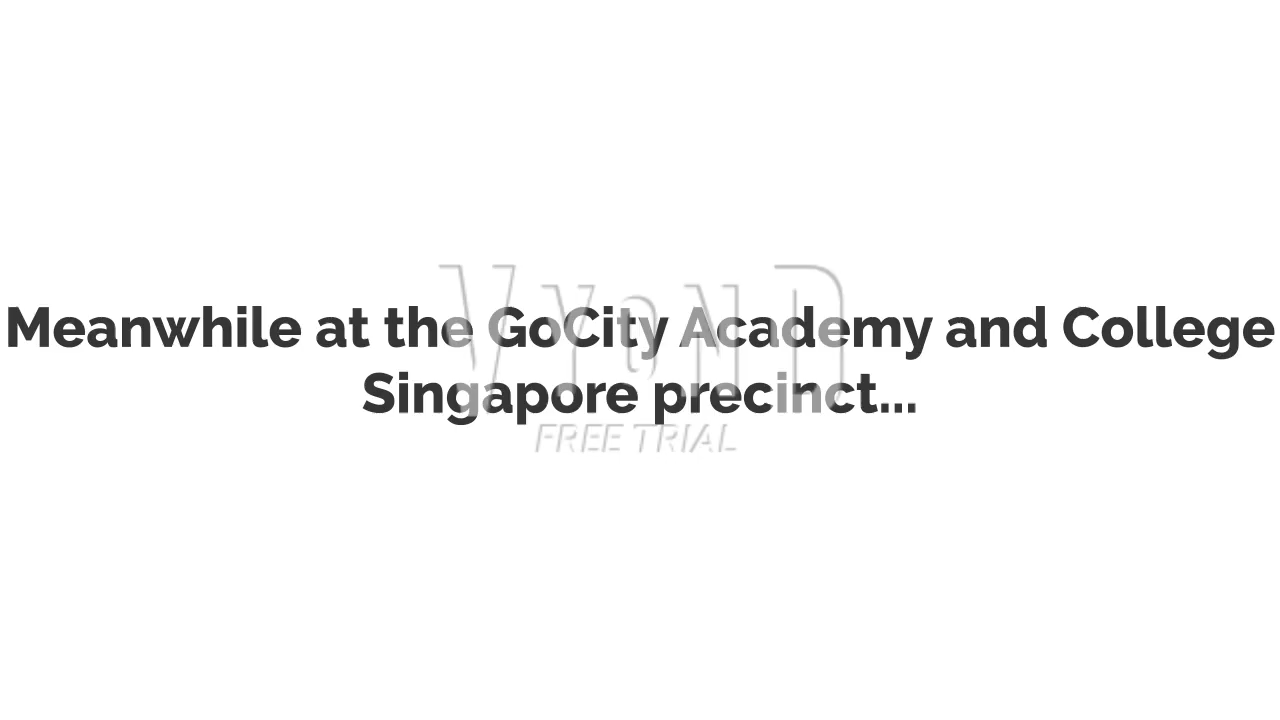 Meanwhile at the GoCity Academy and College
Singapore precinct...
VYOND
FREE TRIAL